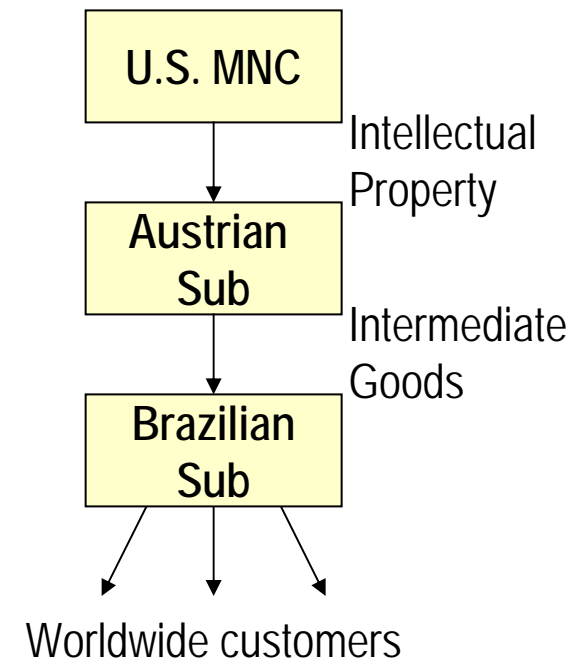 U.S. MNC
Intellectual
Property
Austrian
Sub
Intermediate
Goods
Brazilian
Sub
Worldwide customers